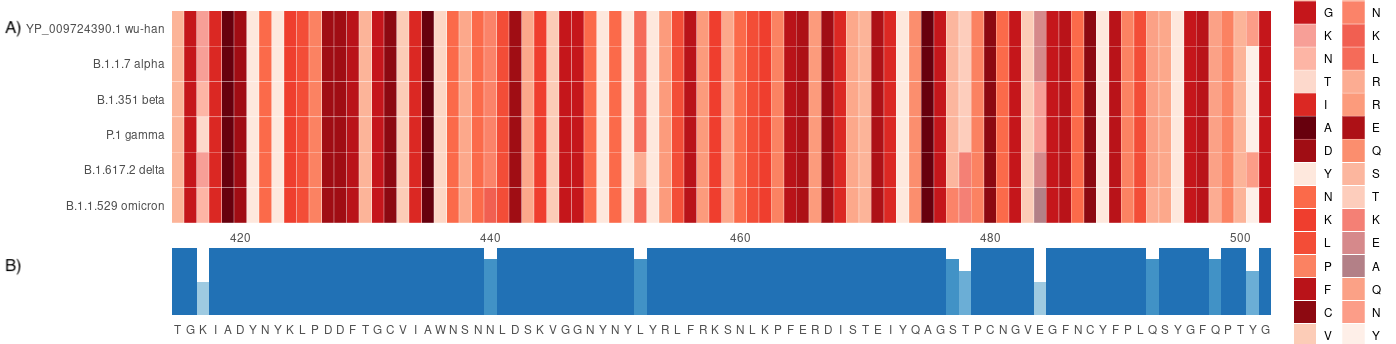 A)
YP_009724390.1 wu-han
B.1.1.7 alpha
B.1.351 beta
P.1 gamma
B.1.617.2 delta
B.1.1.529 omicron
420 440 460 480 500
B)
T G K I A D Y N Y K L P D D F T G C V I A W N S N N L D S K V G G N Y N Y L Y R L F R K S N L K P F E R D I S T E I Y Q A G S T P C N G V E G F N C Y F P L Q S Y G F Q P T Y G
G N
K K
N L
T R
I R
A E
D Q
Y S
N T
K K
L E
P A
F Q
C N
V Y